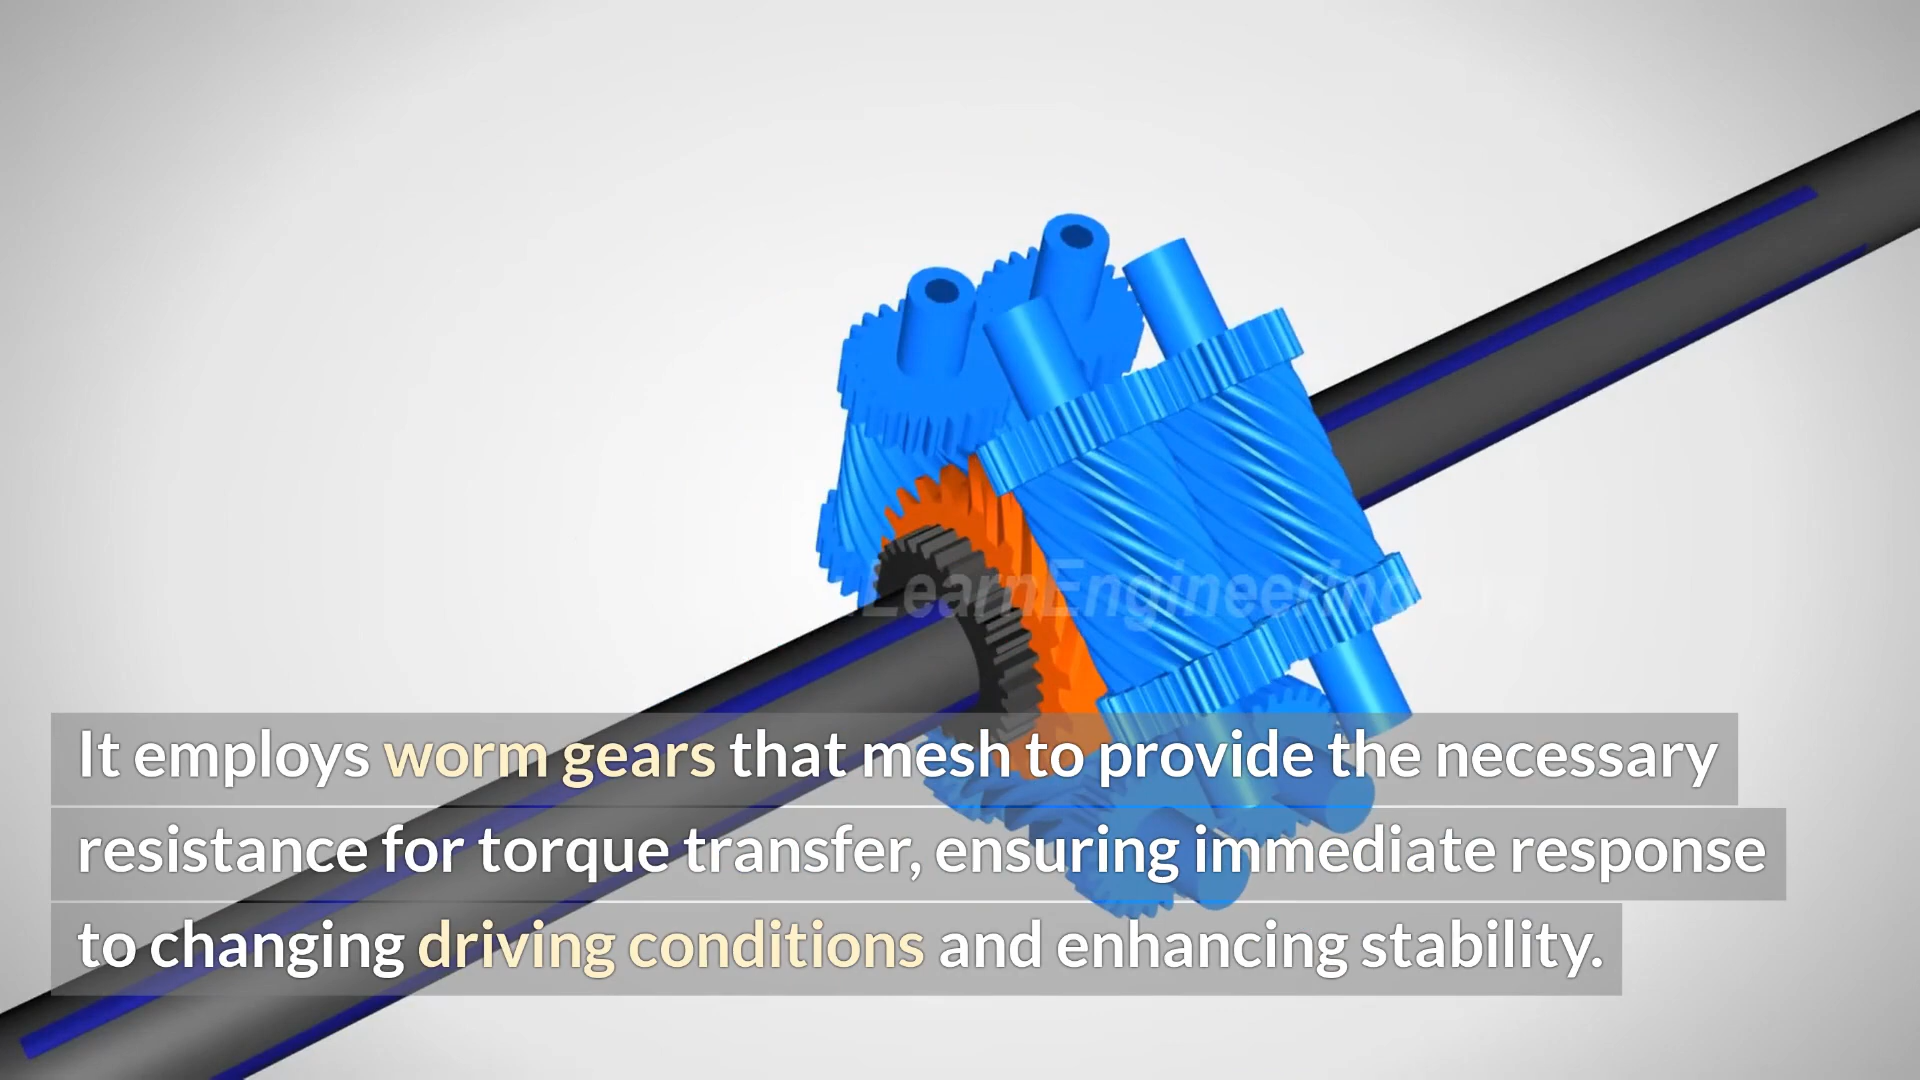 LearnEngineering
It employs worm gears that mesh to provide the necessary
resistance for torque transfer, ensuring immediate response
to changing driving conditions and enhancing stability.